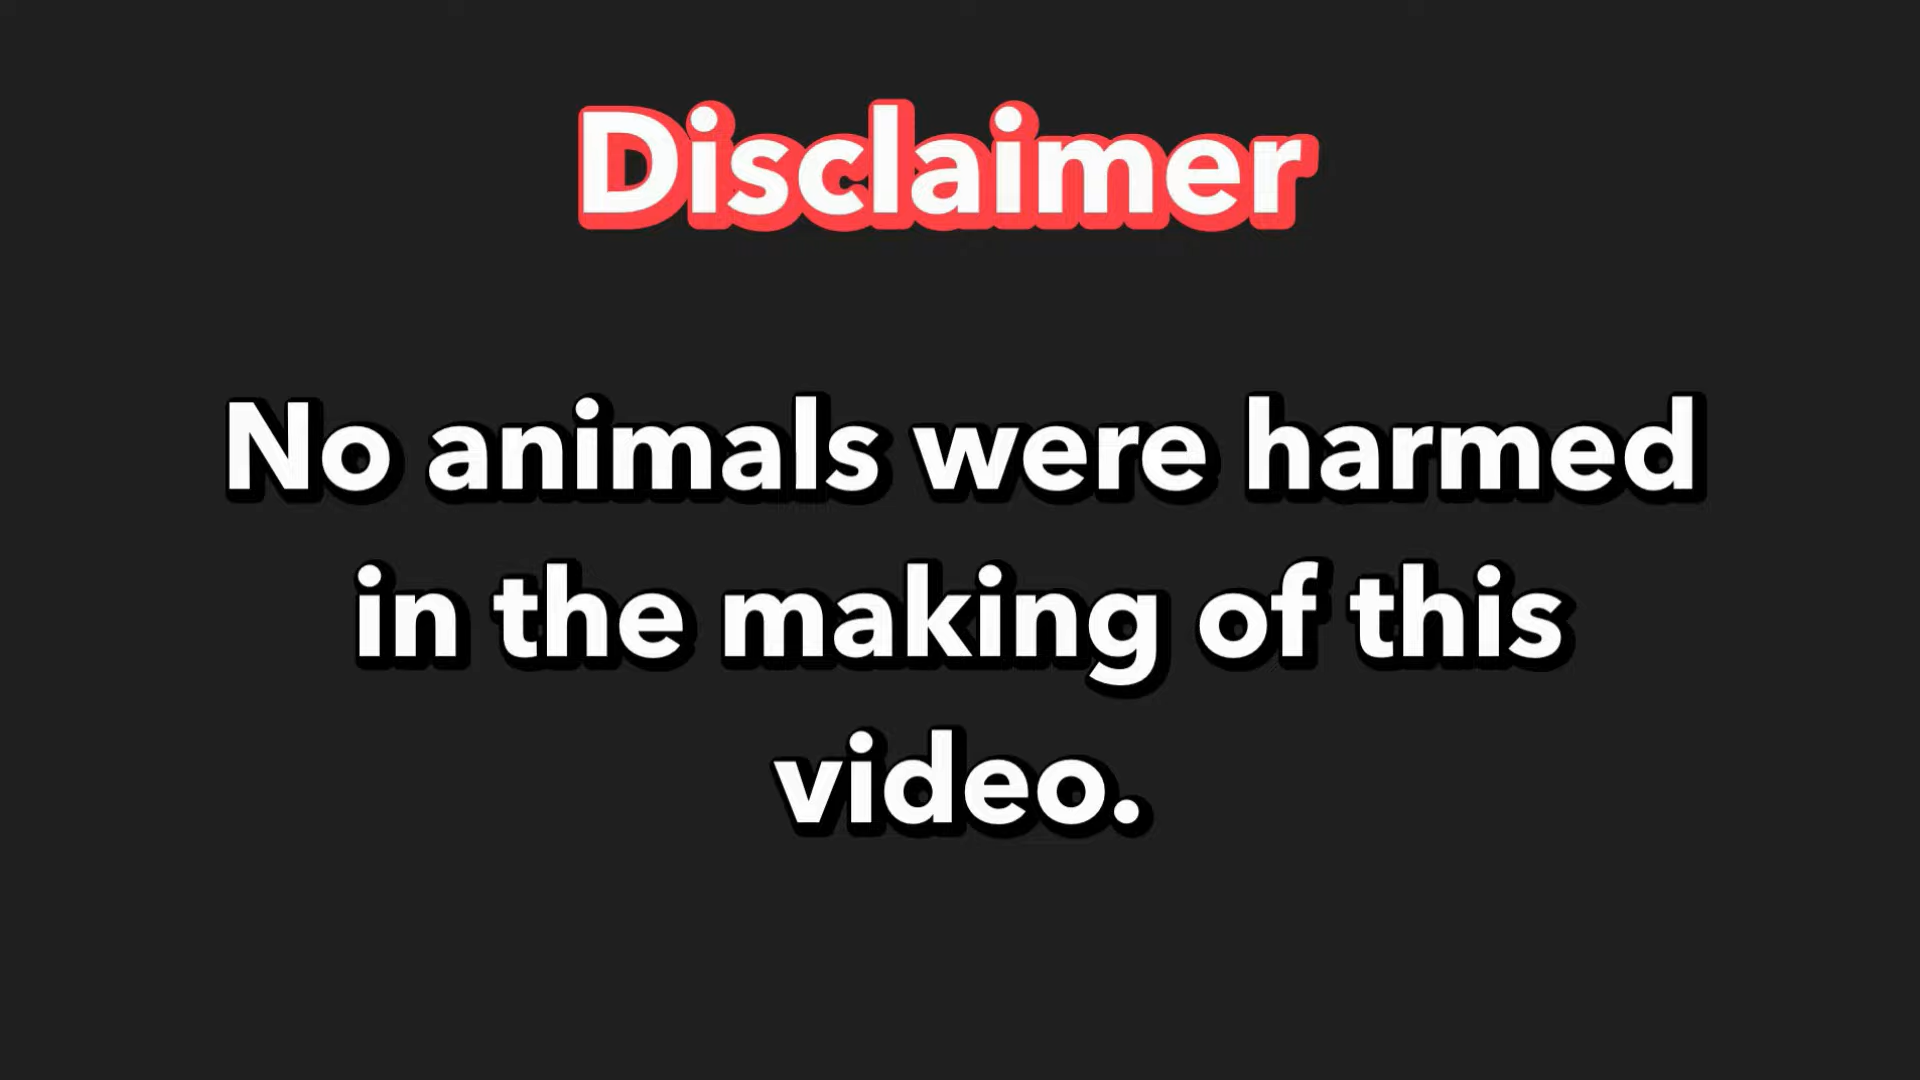 Disclaimer
No animals were harmed
in the making of this
video.